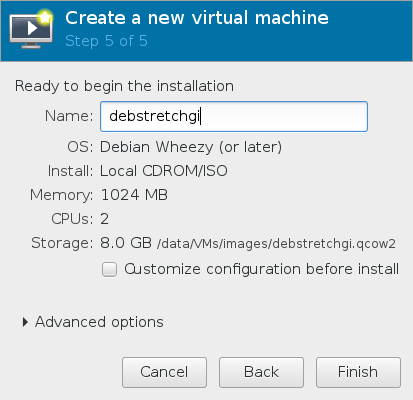 Create a new virtual machine
Step 5 of 5
Ready to begin the installation
Name: debstretchgi
OS: Debian Wheezy (or later)
Install: Local CDROM/ISO
Memory: 1024 MB
CPUs: 2
Storage: 8.0 GB /data/VMs/images/debstretchgi.qcow2
Customize configuration before install
Advanced options
Cancel Back Finish